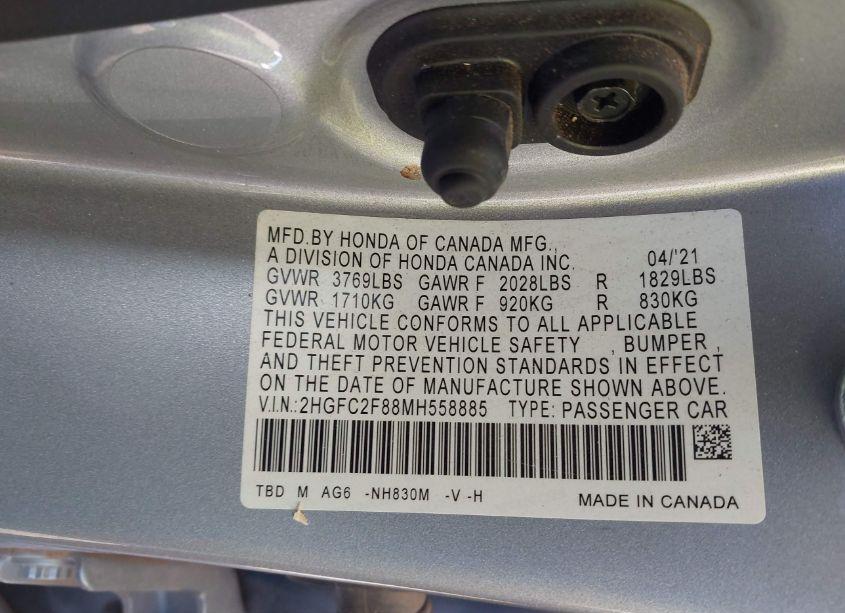 MFD.BY HONDA OF CANADA MFG.,
A DIVISION OF HONDA CANADA INC. 04/'21
GVWR 3769LBS GAWR F 2028LBS R 1829LBS
GVWR 1710KG GAWR F 920KG R 830KG
THIS VEHICLE CONFORMS TO ALL APPLICABLE
FEDERAL MOTOR VEHICLE SAFETY , BUMPER ,
AND THEFT PREVENTION STANDARDS IN EFFECT
ON THE DATE OF MANUFACTURE SHOWN ABOVE.
V.I.N.:2HGFC2F88MH558885 TYPE: PASSENGER CAR
TBD M AG6 -NH830M -V -H MADE IN CANADA